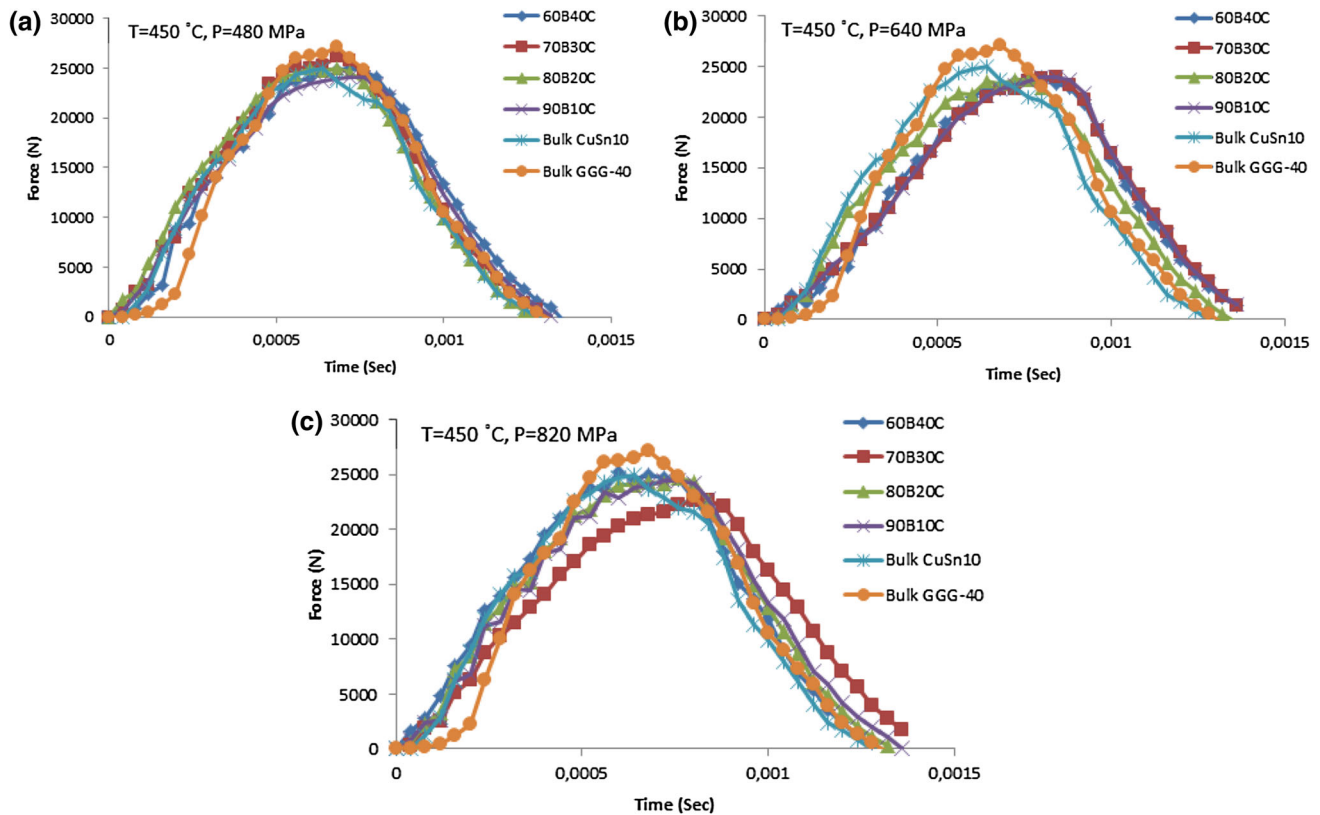 (a)
T=450 ˚C, P=480 MPa
30000
25000
20000
15000
10000
5000
0
Force (N)
0
0,0005
0,001
0,0015
Time (Sec)
60B40C
70B30C
80B20C
90B10C
Bulk CuSn10
Bulk GGG-40
(b)
T=450 ˚C, P=640 MPa
30000
25000
20000
15000
10000
5000
0
Force (N)
0
0,0005
0,001
0,0015
Time (Sec)
60B40C
70B30C
80B20C
90B10C
Bulk CuSn10
Bulk GGG-40
(c)
T=450 ˚C, P=820 MPa
30000
25000
20000
15000
10000
5000
0
Force (N)
0
0,0005
0,001
0,0015
Time (Sec)
60B40C
70B30C
80B20C
90B10C
Bulk CuSn10
Bulk GGG-40